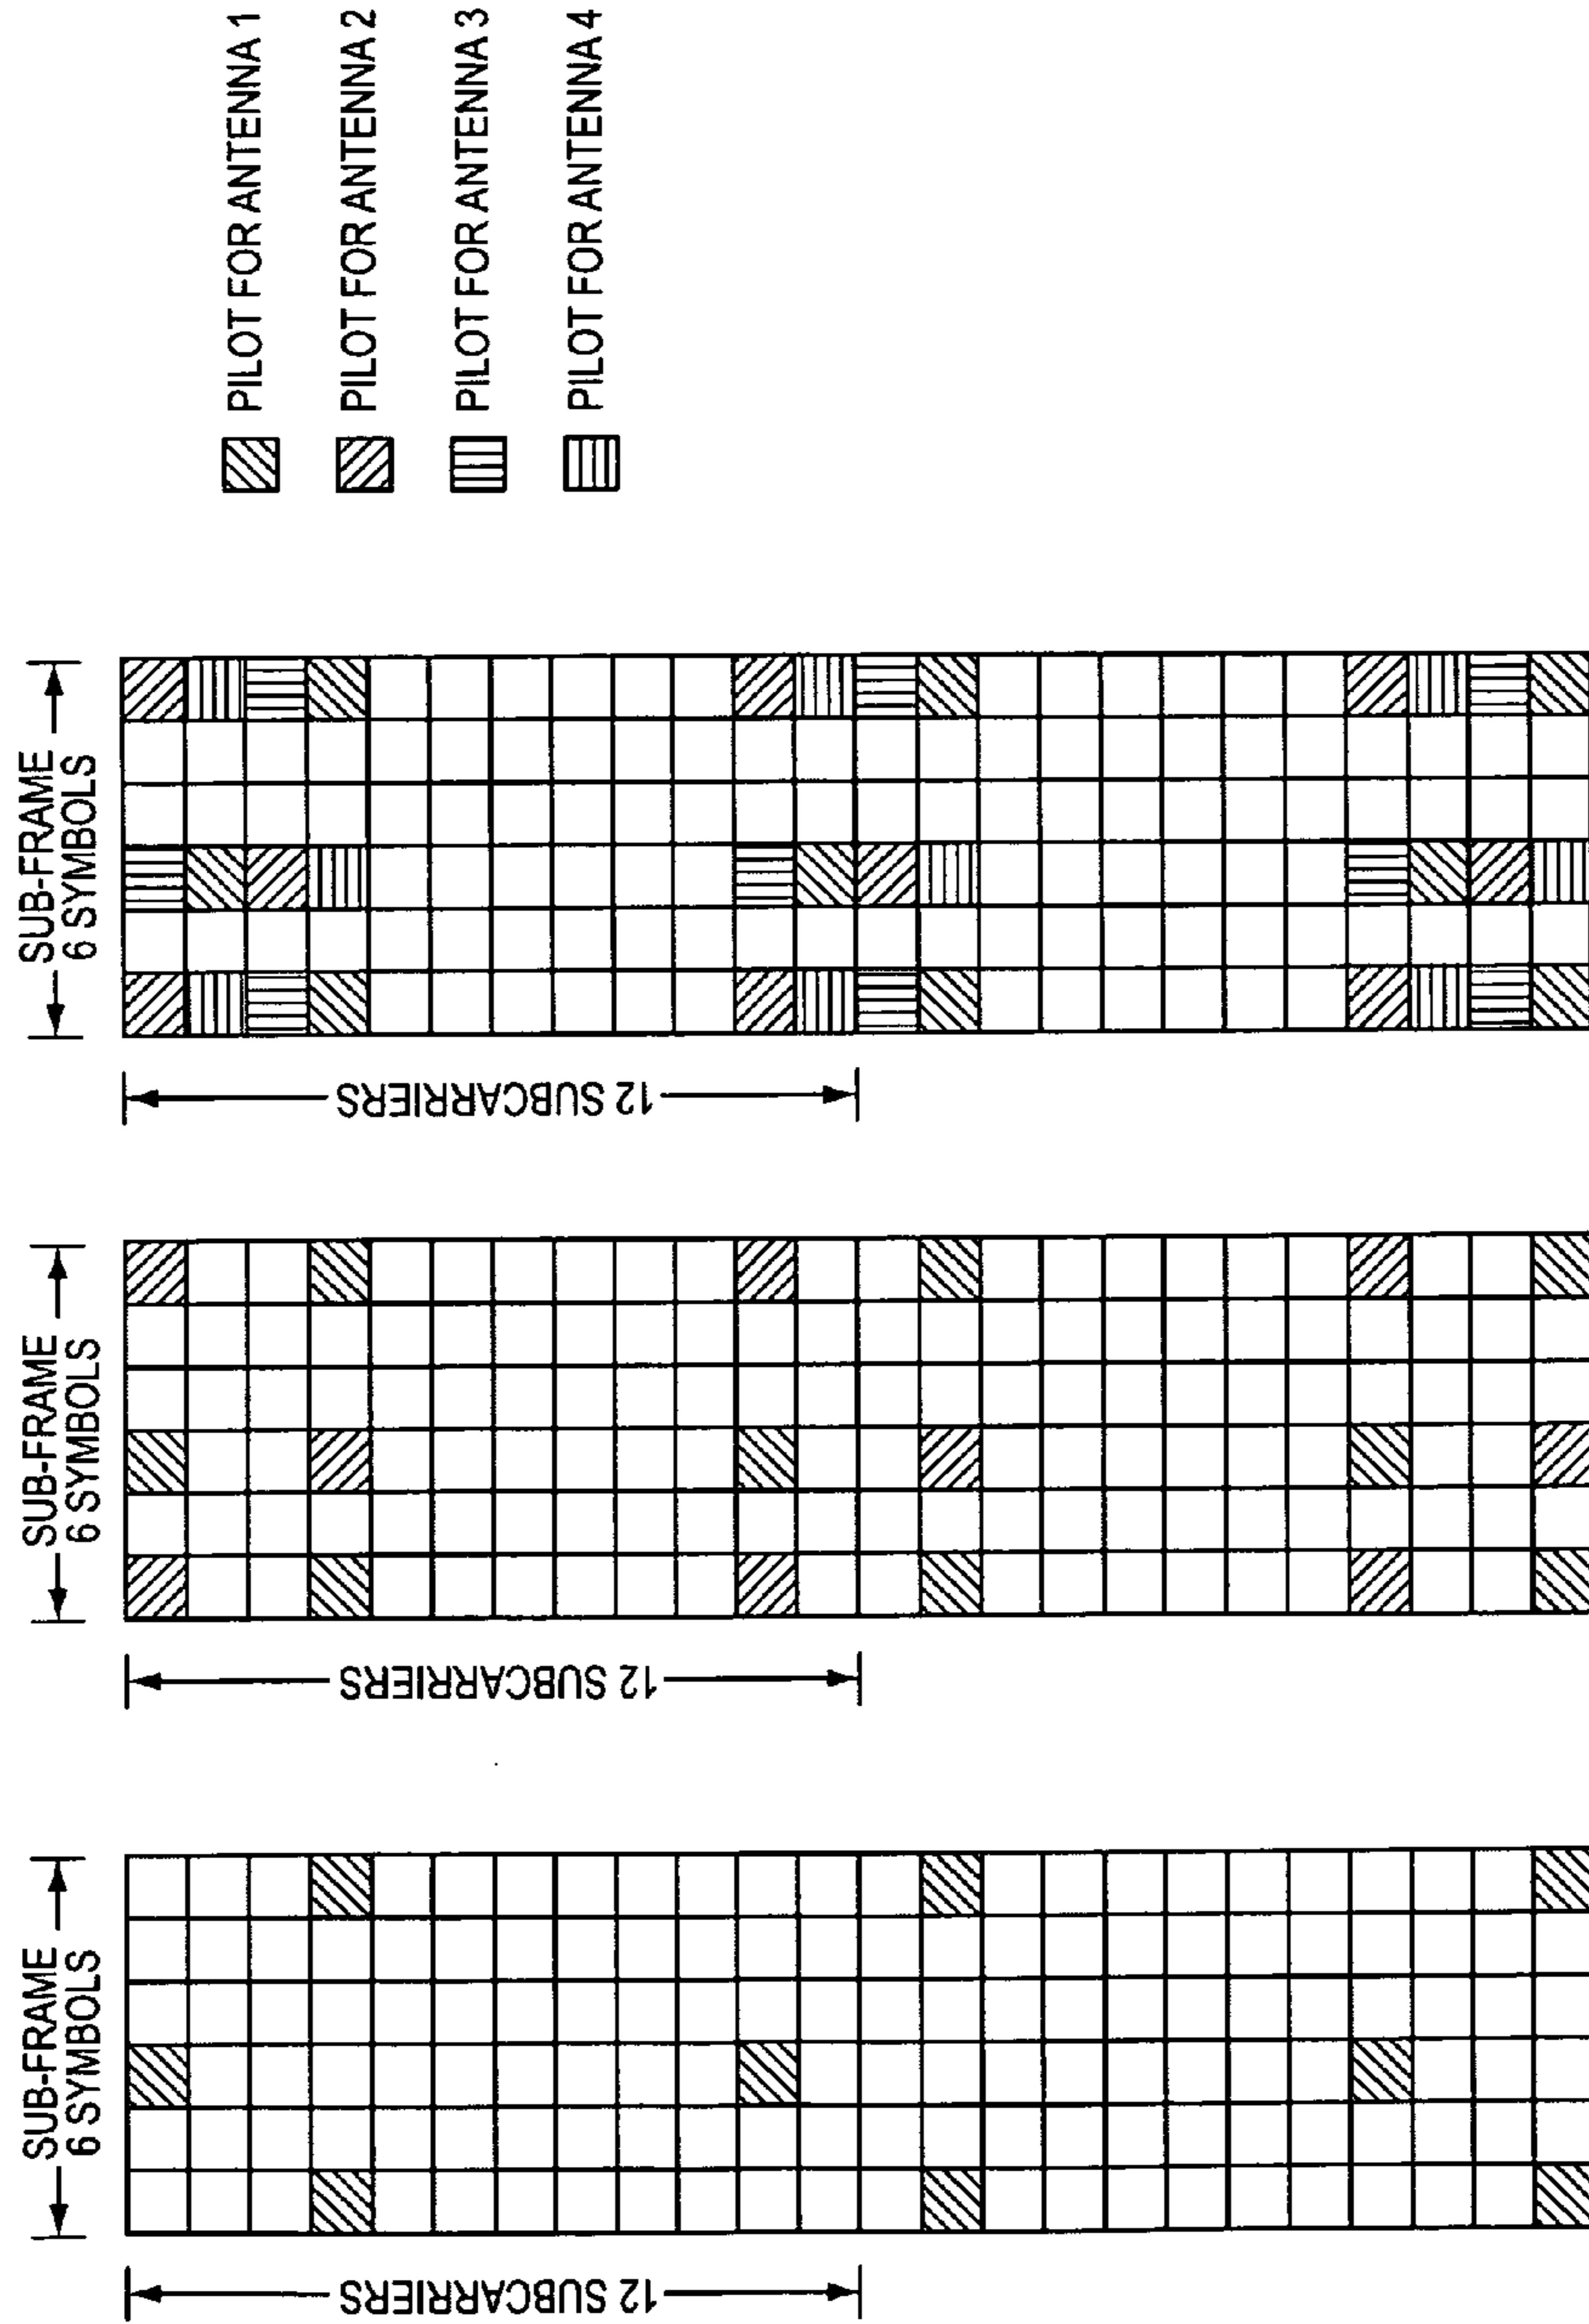 SUB-FRAME
6 SYMBOLS
12 SUBCARRIERS
SUB-FRAME
6 SYMBOLS
12 SUBCARRIERS
SUB-FRAME
6 SYMBOLS
12 SUBCARRIERS
PILOT FOR ANTENNA 1
PILOT FOR ANTENNA 2
PILOT FOR ANTENNA 3
PILOT FOR ANTENNA 4